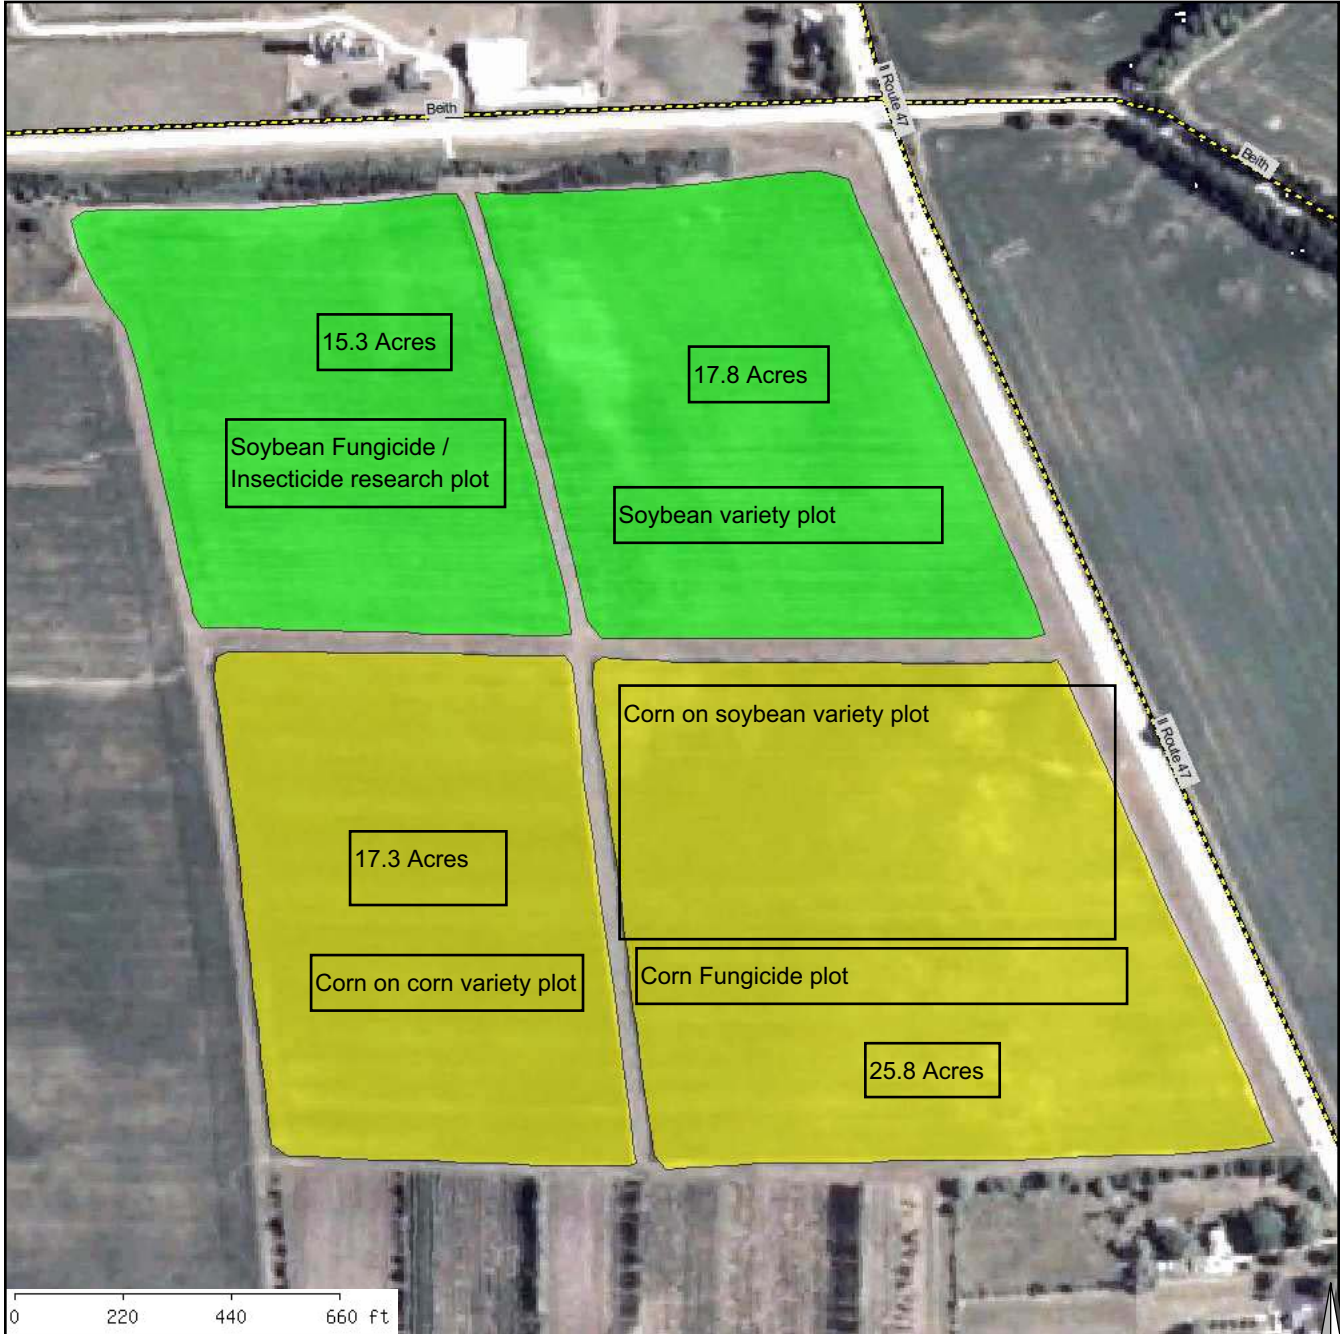 Beith
Il Route 47
Beith
15.3 Acres
17.8 Acres
Soybean Fungicide /
Insecticide research plot
Soybean variety plot
Corn on soybean variety plot
Il Route 47
17.3 Acres
Corn on corn variety plot
Corn Fungicide plot
25.8 Acres
0 220 440 660 ft